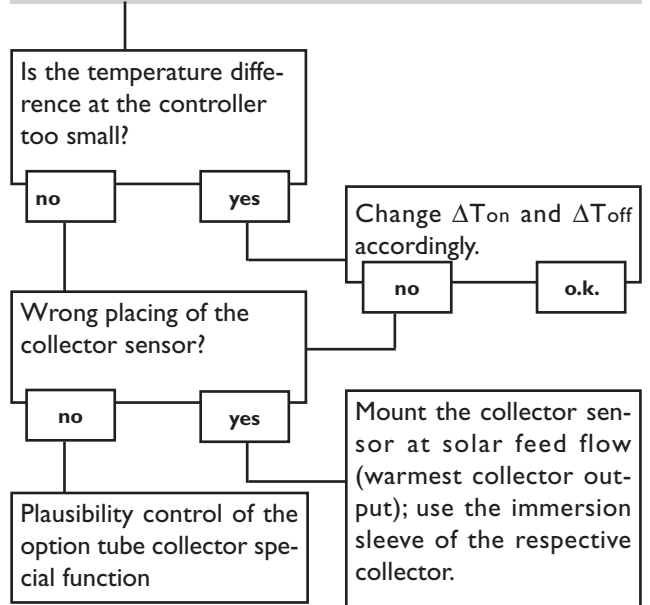 Is the temperature diffe-
rence at the controller
too small?
no
yes
Change ΔTon and ΔToff
accordingly.
no
o.k.
Wrong placing of the
collector sensor?
no
yes
Mount the collector sen-
sor at solar feed flow
(warmest collector out-
put); use the immersion
sleeve of the respective
collector.
Plausibility control of the
option tube collector spe-
cial function